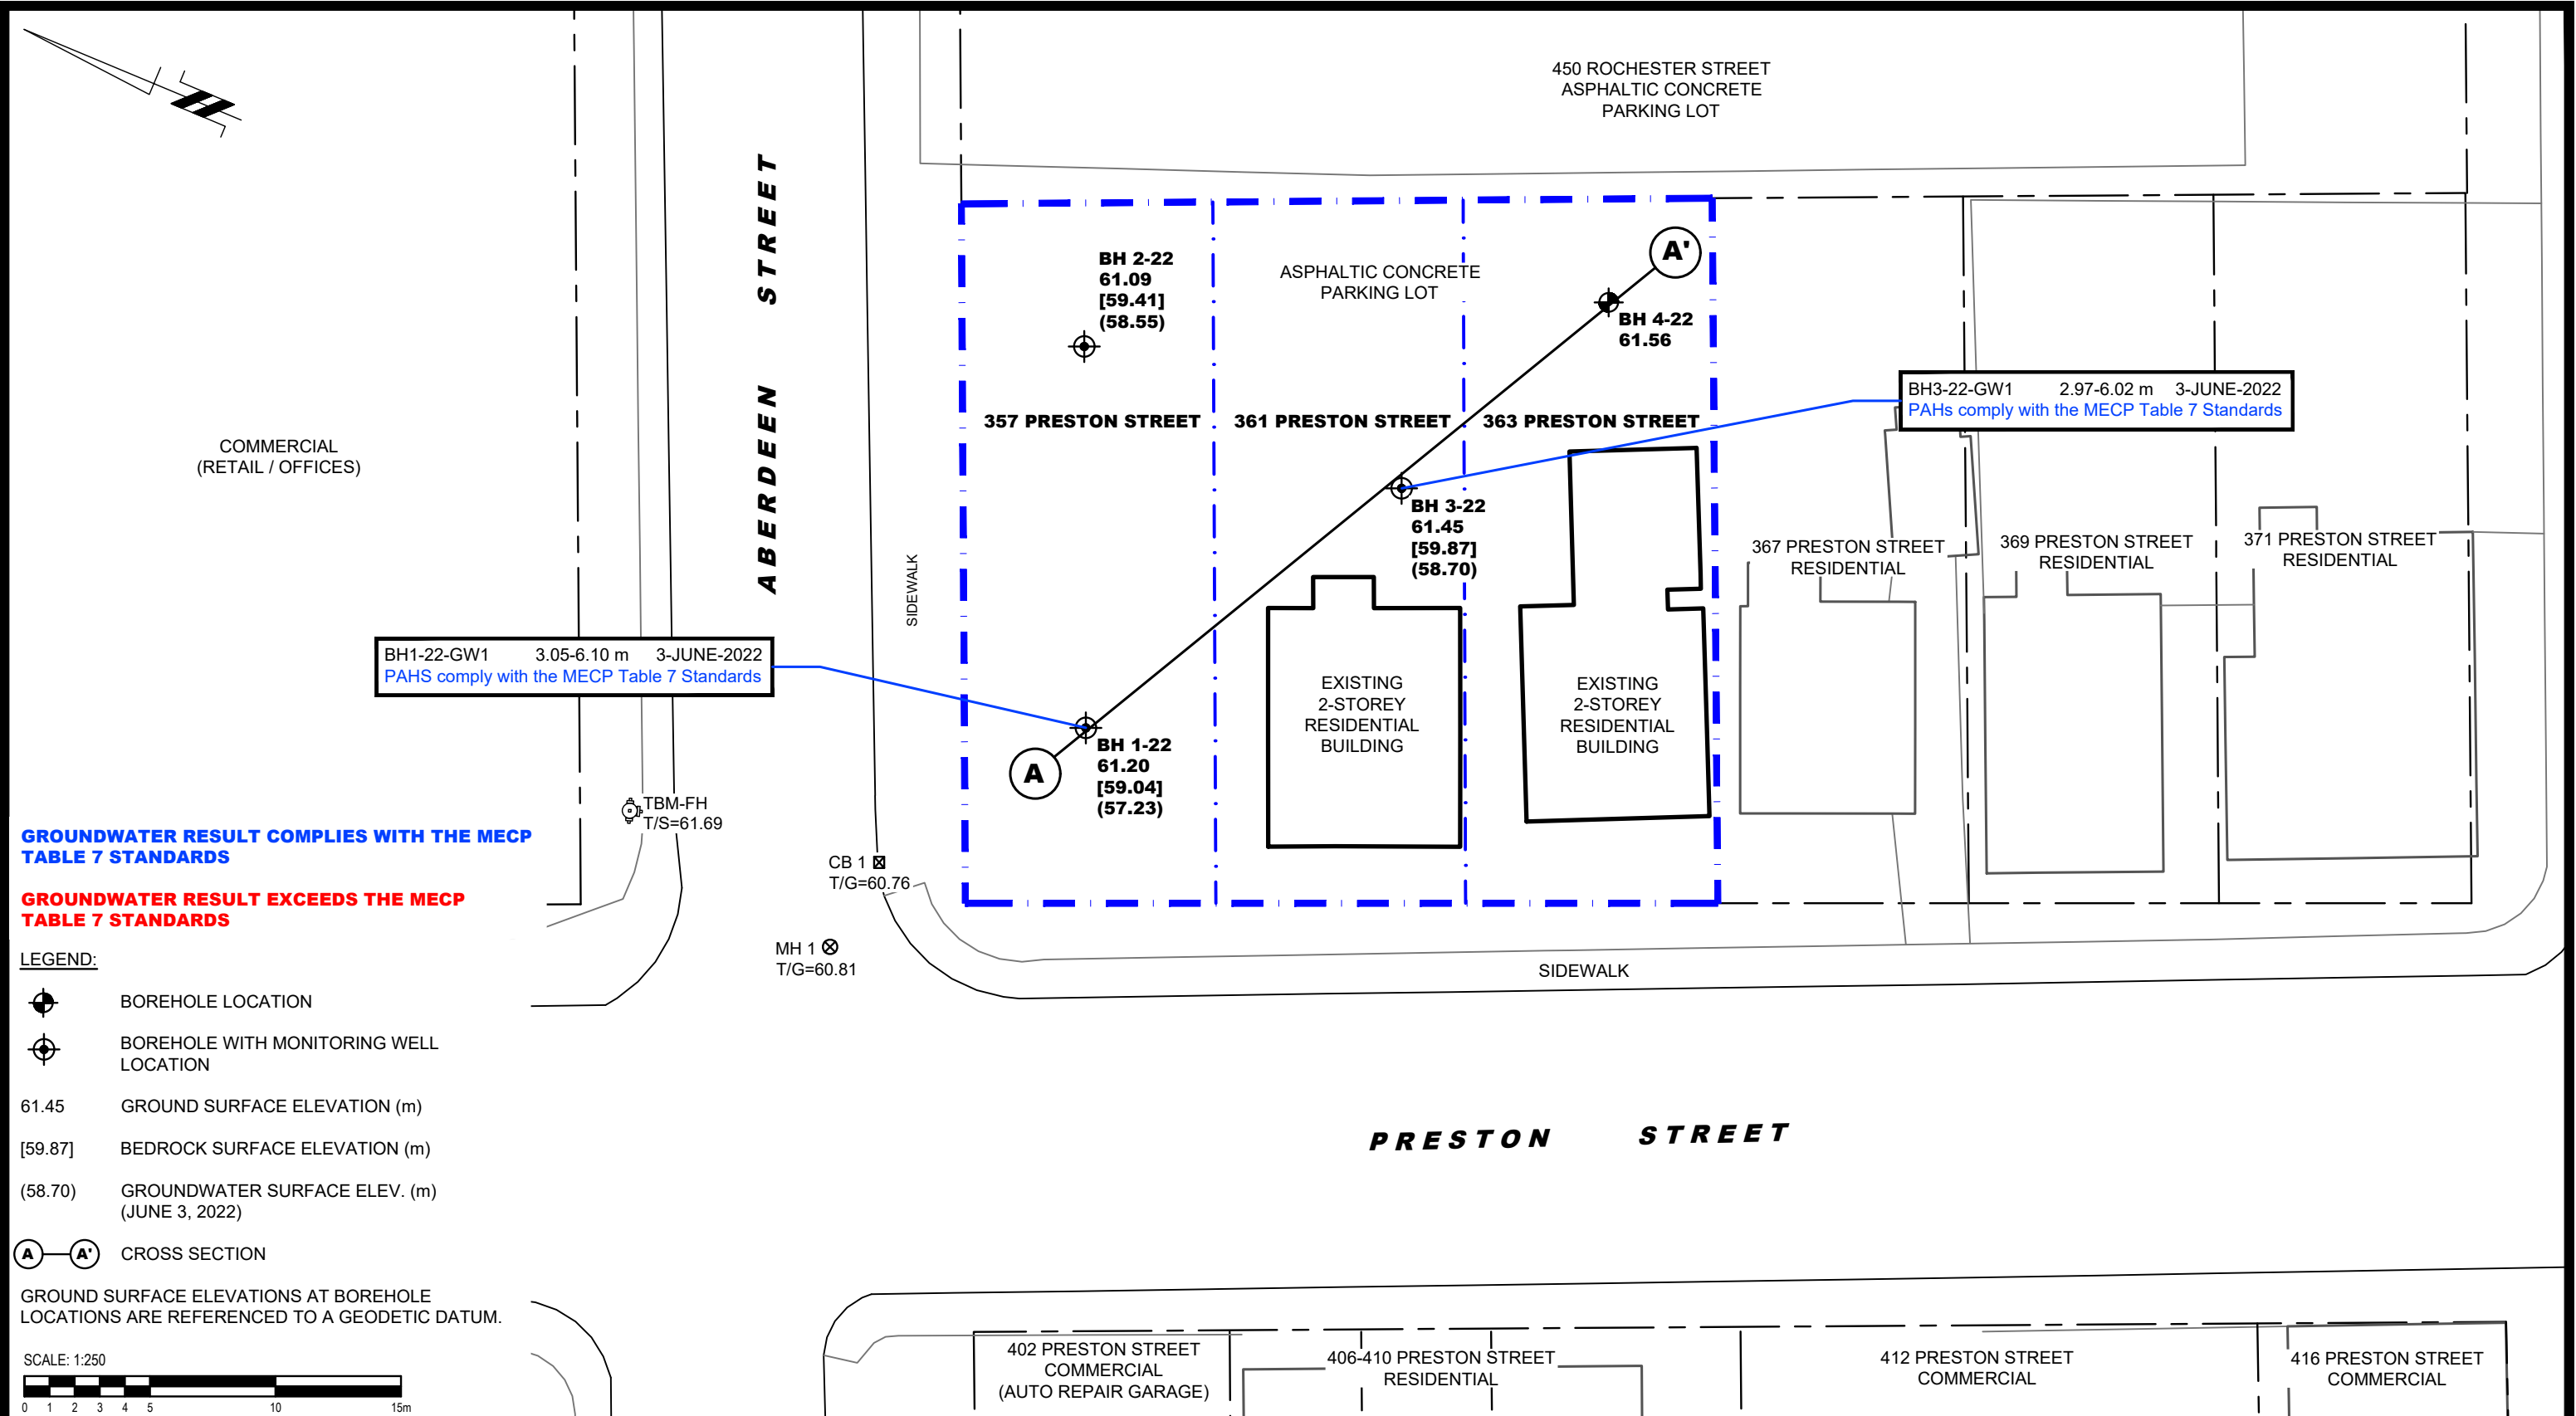 450 ROCHESTER STREET
ASPHALTIC CONCRETE
PARKING LOT
ABERDEEN STREET
BH 2-22
61.09
[59.41]
(58.55)
ASPHALTIC CONCRETE
PARKING LOT
A'
BH 4-22
61.56
BH3-22-GW1 2.97-6.02 m 3-JUNE-2022
PAHs comply with the MECP Table 7 Standards
357 PRESTON STREET
361 PRESTON STREET
363 PRESTON STREET
COMMERCIAL
(RETAIL / OFFICES)
BH 3-22
61.45
[59.87]
(58.70)
SIDEWALK
367 PRESTON STREET
RESIDENTIAL
369 PRESTON STREET
RESIDENTIAL
371 PRESTON STREET
RESIDENTIAL
BH1-22-GW1 3.05-6.10 m 3-JUNE-2022
PAHS comply with the MECP Table 7 Standards
EXISTING
2-STOREY
RESIDENTIAL
BUILDING
EXISTING
2-STOREY
RESIDENTIAL
BUILDING
BH 1-22
61.20
[59.04]
(57.23)
A
TBM-FH
T/S=61.69
CB 1
T/G=60.76
MH 1
T/G=60.81
SIDEWALK
GROUNDWATER RESULT COMPLIES WITH THE MECP
TABLE 7 STANDARDS
GROUNDWATER RESULT EXCEEDS THE MECP
TABLE 7 STANDARDS
LEGEND:
BOREHOLE LOCATION
BOREHOLE WITH MONITORING WELL
LOCATION
61.45 GROUND SURFACE ELEVATION (m)
[59.87] BEDROCK SURFACE ELEVATION (m)
(58.70) GROUNDWATER SURFACE ELEV. (m)
(JUNE 3, 2022)
A A' CROSS SECTION
GROUND SURFACE ELEVATIONS AT BOREHOLE
LOCATIONS ARE REFERENCED TO A GEODETIC DATUM.
SCALE: 1:250
0 1 2 3 4 5 10 15m
PRESTON STREET
402 PRESTON STREET
COMMERCIAL
(AUTO REPAIR GARAGE)
406-410 PRESTON STREET
RESIDENTIAL
412 PRESTON STREET
COMMERCIAL
416 PRESTON STREET
COMMERCIAL